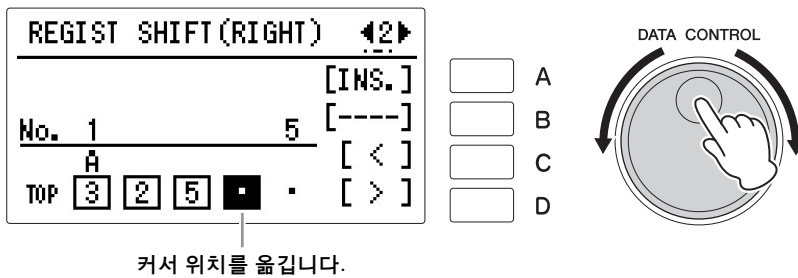 REGIST SHIFT(RIGHT) 2
[INS.]
[----]
No. 1 5
[ < ]
A
TOP 3 2 5 ▪ ▪
[ > ]
A
B
C
D
DATA CONTROL
커서 위치를 옮깁니다.